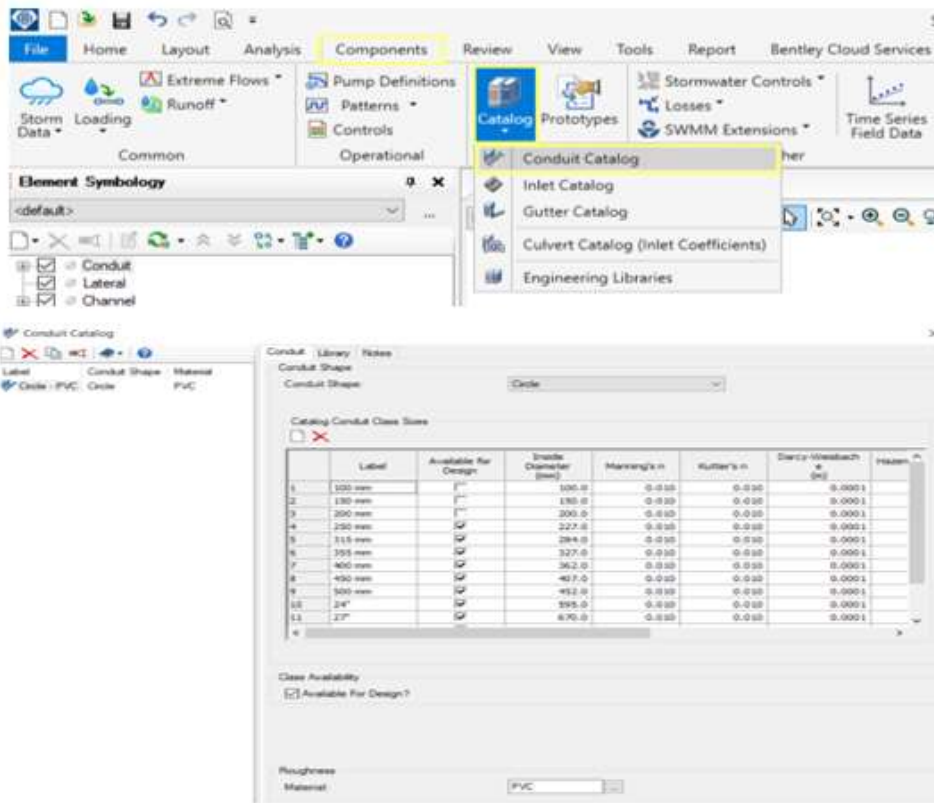 File Home Layout Analysis Components Review View Tools Report Bentley Cloud Services
Storm Data
Loading
Extreme Flows
Runoff
Common
Pump Definitions
Patterns
Controls
Operational
Catalog
Prototypes
Stormwater Controls
Losses
SWMM Extensions
her
Time Series Field Data
Conduit Catalog
Inlet Catalog
Gutter Catalog
Culvert Catalog (Inlet Coefficients)
Engineering Libraries
Element Symbology
<default>
Conduit
Lateral
Channel
Conduit Catalog
Label Conduit Shape Material
Circle - PVC Circle PVC
Conduit Library Notes
Conduit Shape
Conduit Shape: Circle
Catalog Conduit Class Sizes
Label Available for Design Inside Diameter (mm) Manning's n Kutter's n Darcy-Weisbach e (m) Hazen
1 100 mm 100.0 0.010 0.010 0.0001
2 150 mm 150.0 0.010 0.010 0.0001
3 200 mm 200.0 0.010 0.010 0.0001
4 250 mm 227.0 0.010 0.010 0.0001
5 315 mm 284.0 0.010 0.010 0.0001
6 355 mm 327.0 0.010 0.010 0.0001
7 400 mm 362.0 0.010 0.010 0.0001
8 450 mm 407.0 0.010 0.010 0.0001
9 500 mm 452.0 0.010 0.010 0.0001
10 24" 595.0 0.010 0.010 0.0001
11 27" 670.0 0.010 0.010 0.0001
Class Availability
Available For Design?
Roughness
Material: PVC